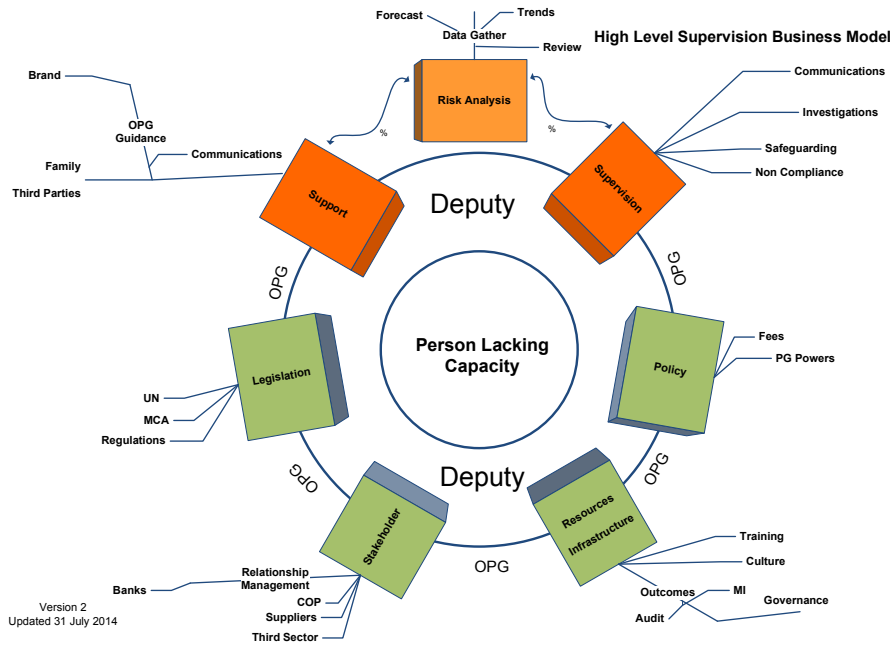 High Level Supervision Business Model
Forecast
Trends
Data Gather
Review
Risk Analysis
%
%
Brand
OPG
Guidance
Communications
Family
Third Parties
Support
Communications
Investigations
Safeguarding
Non Compliance
Supervision
Deputy
OPG
OPG
Person Lacking
Capacity
Legislation
UN
MCA
Regulations
Policy
Fees
PG Powers
OPG
OPG
Deputy
OPG
Stakeholder
Relationship
Management
Banks
COP
Suppliers
Third Sector
Resources
Infrastructure
Training
Culture
Outcomes
MI
Governance
Audit
Version 2
Updated 31 July 2014